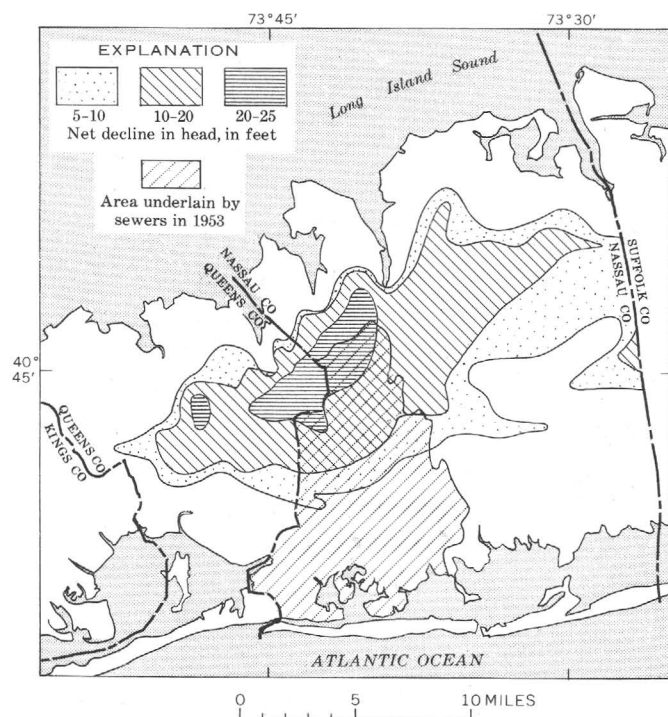 73°45′
73°30′
EXPLANATION
5-10
10-20
20-25
Net decline in head, in feet
Area underlain by
sewers in 1953
Long Island Sound
NASSAU CO
QUEENS CO
SUFFOLK CO
NASSAU CO
40°
45′
QUEENS CO
KINGS CO
ATLANTIC OCEAN
0
5
10 MILES